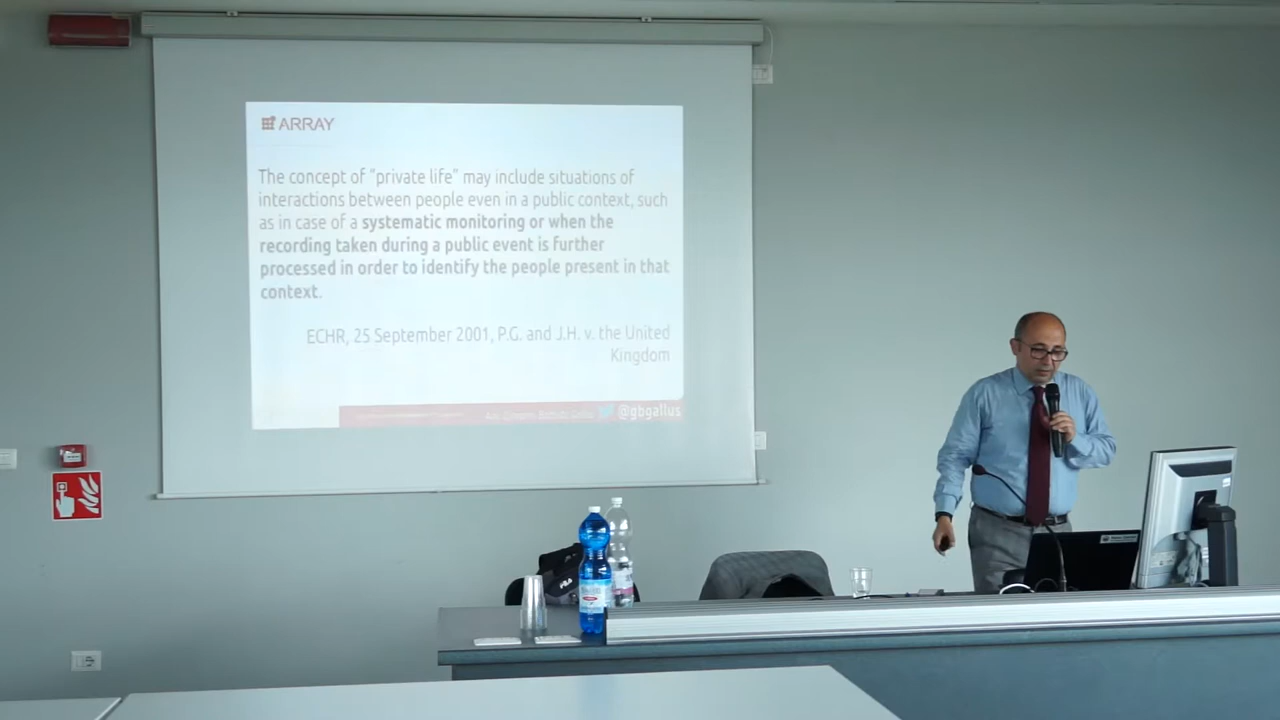 ARRAY
The concept of "private life" may include situations of
interactions between people even in a public context, such
as in case of a systematic monitoring or when the
recording taken during a public event is further
processed in order to identify the people present in that
context.
ECHR, 25 September 2001, P.G. and J.H. v. the United
Kingdom
@gbgallus
FILA